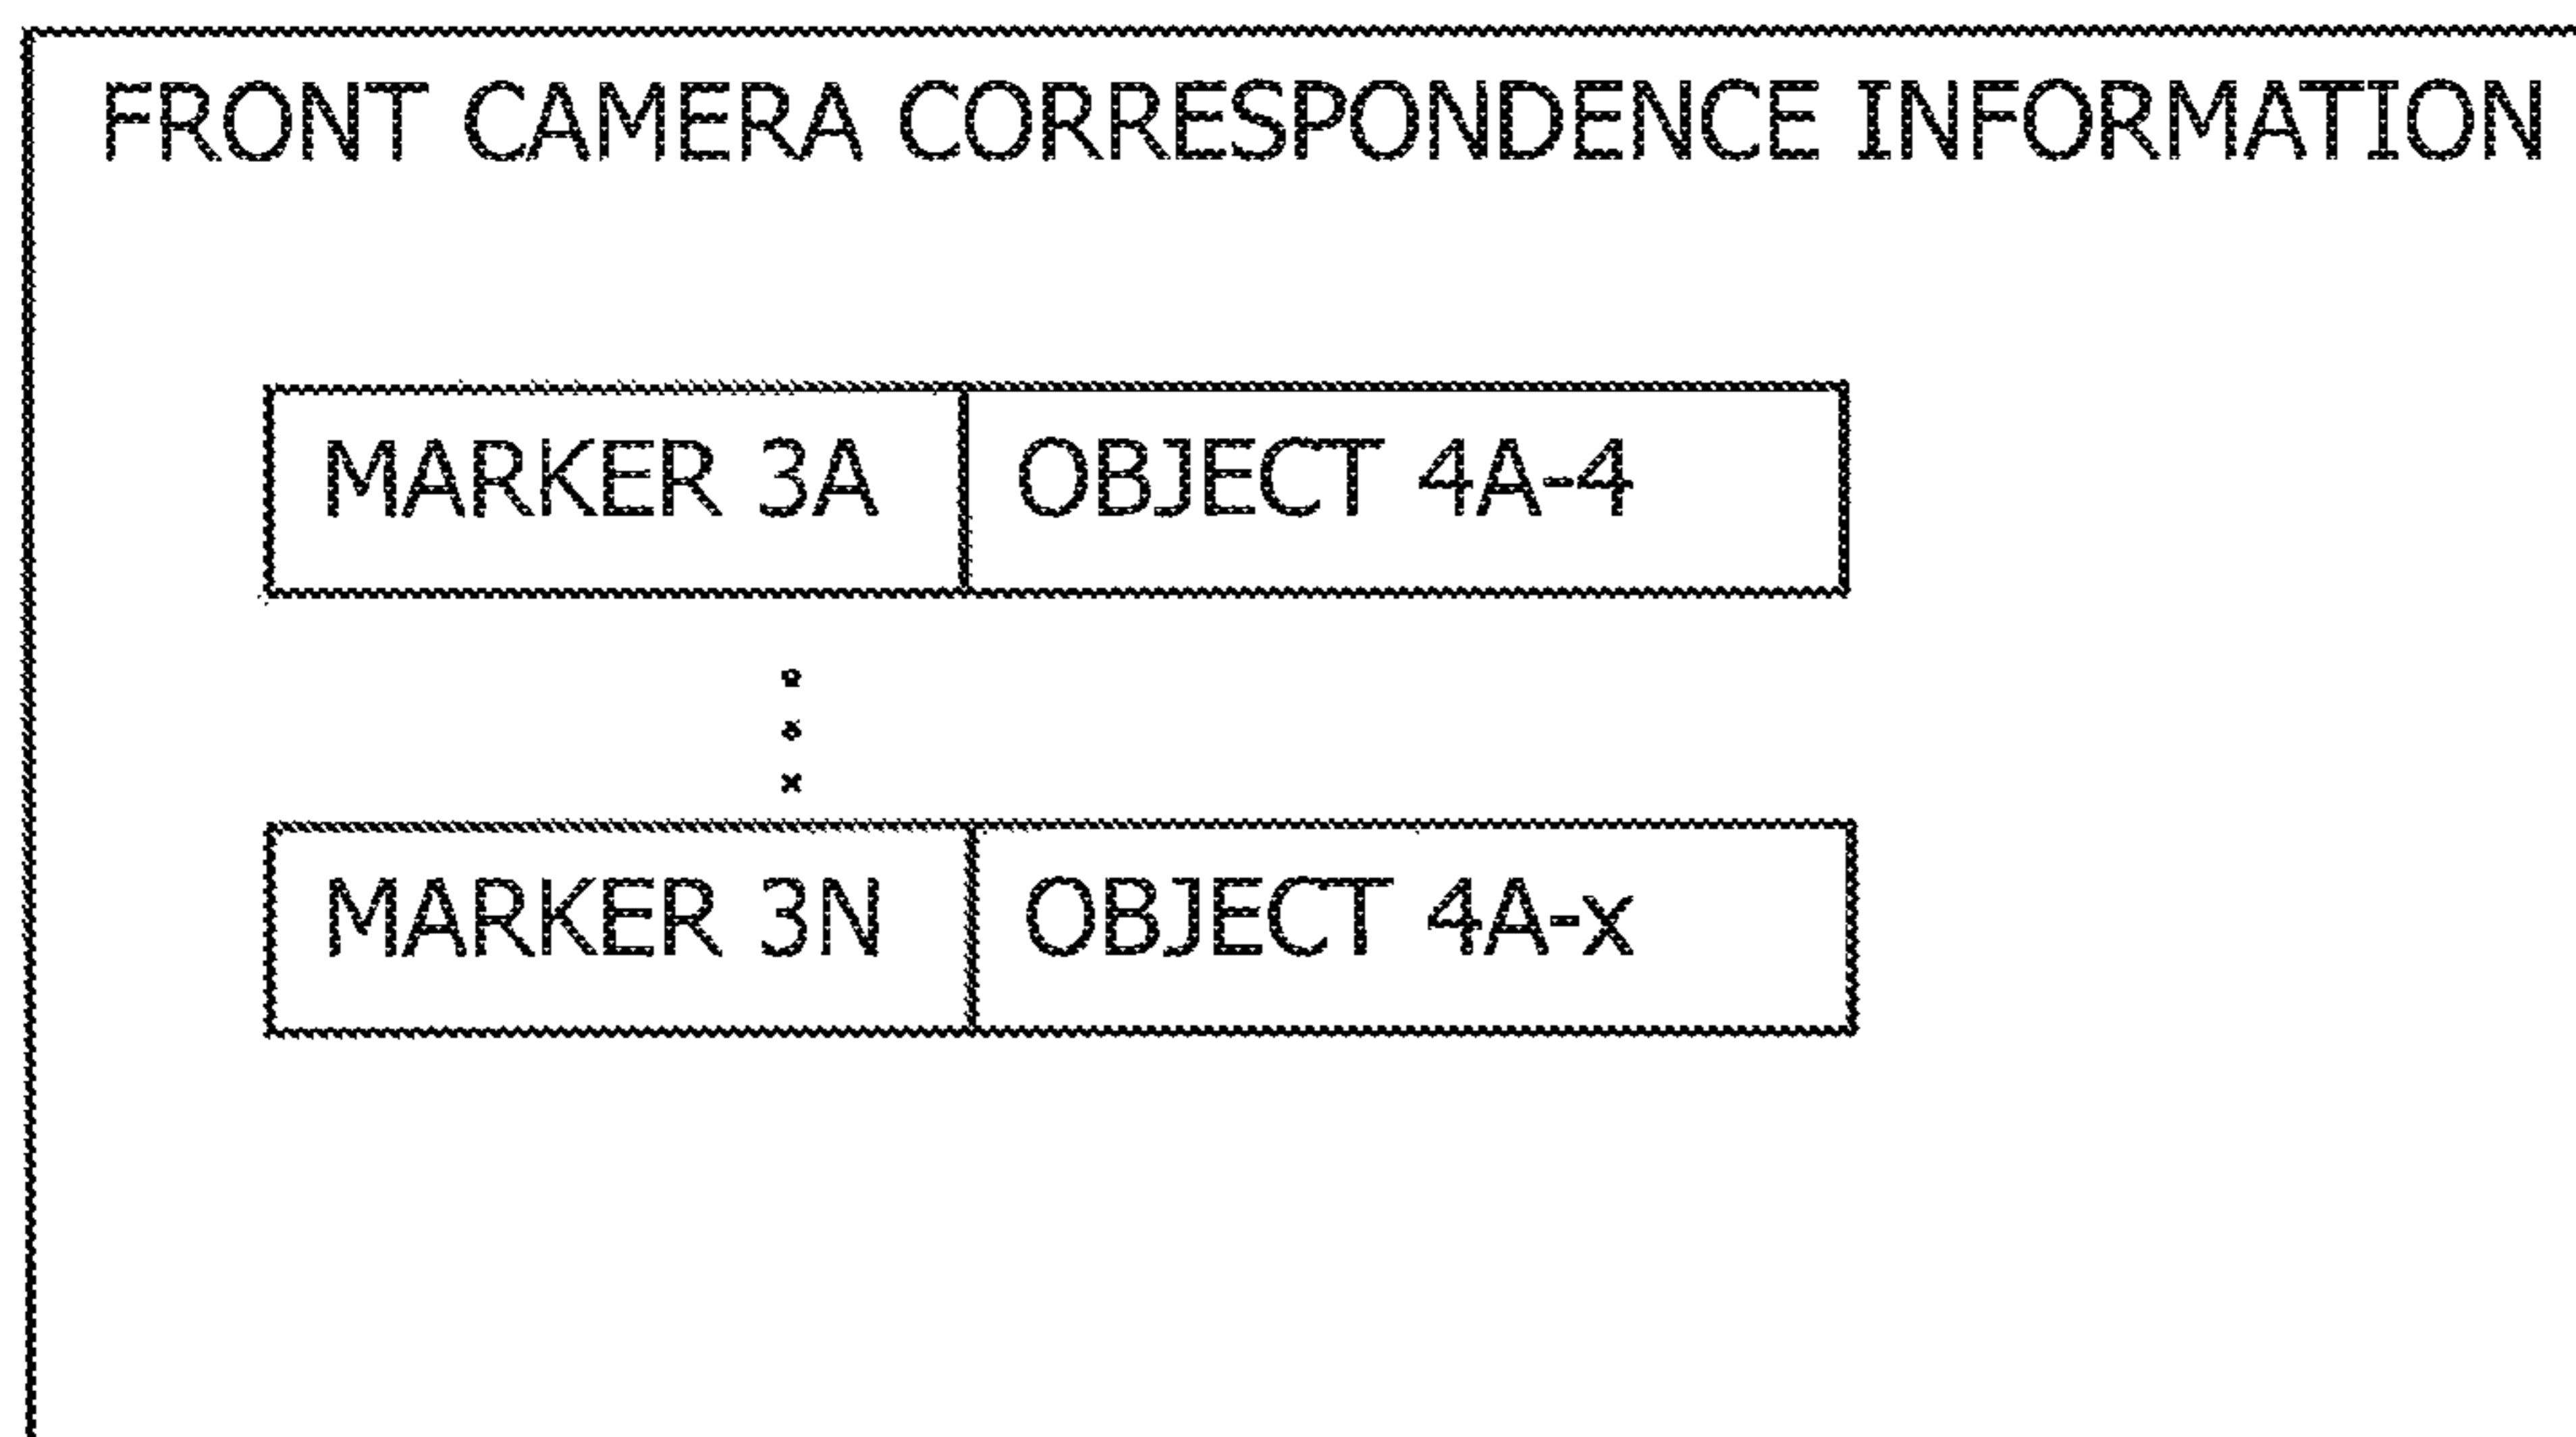 FRONT CAMERA CORRESPONDENCE INFORMATION
MARKER 3A OBJECT 4A-4
MARKER 3N OBJECT 4A-x